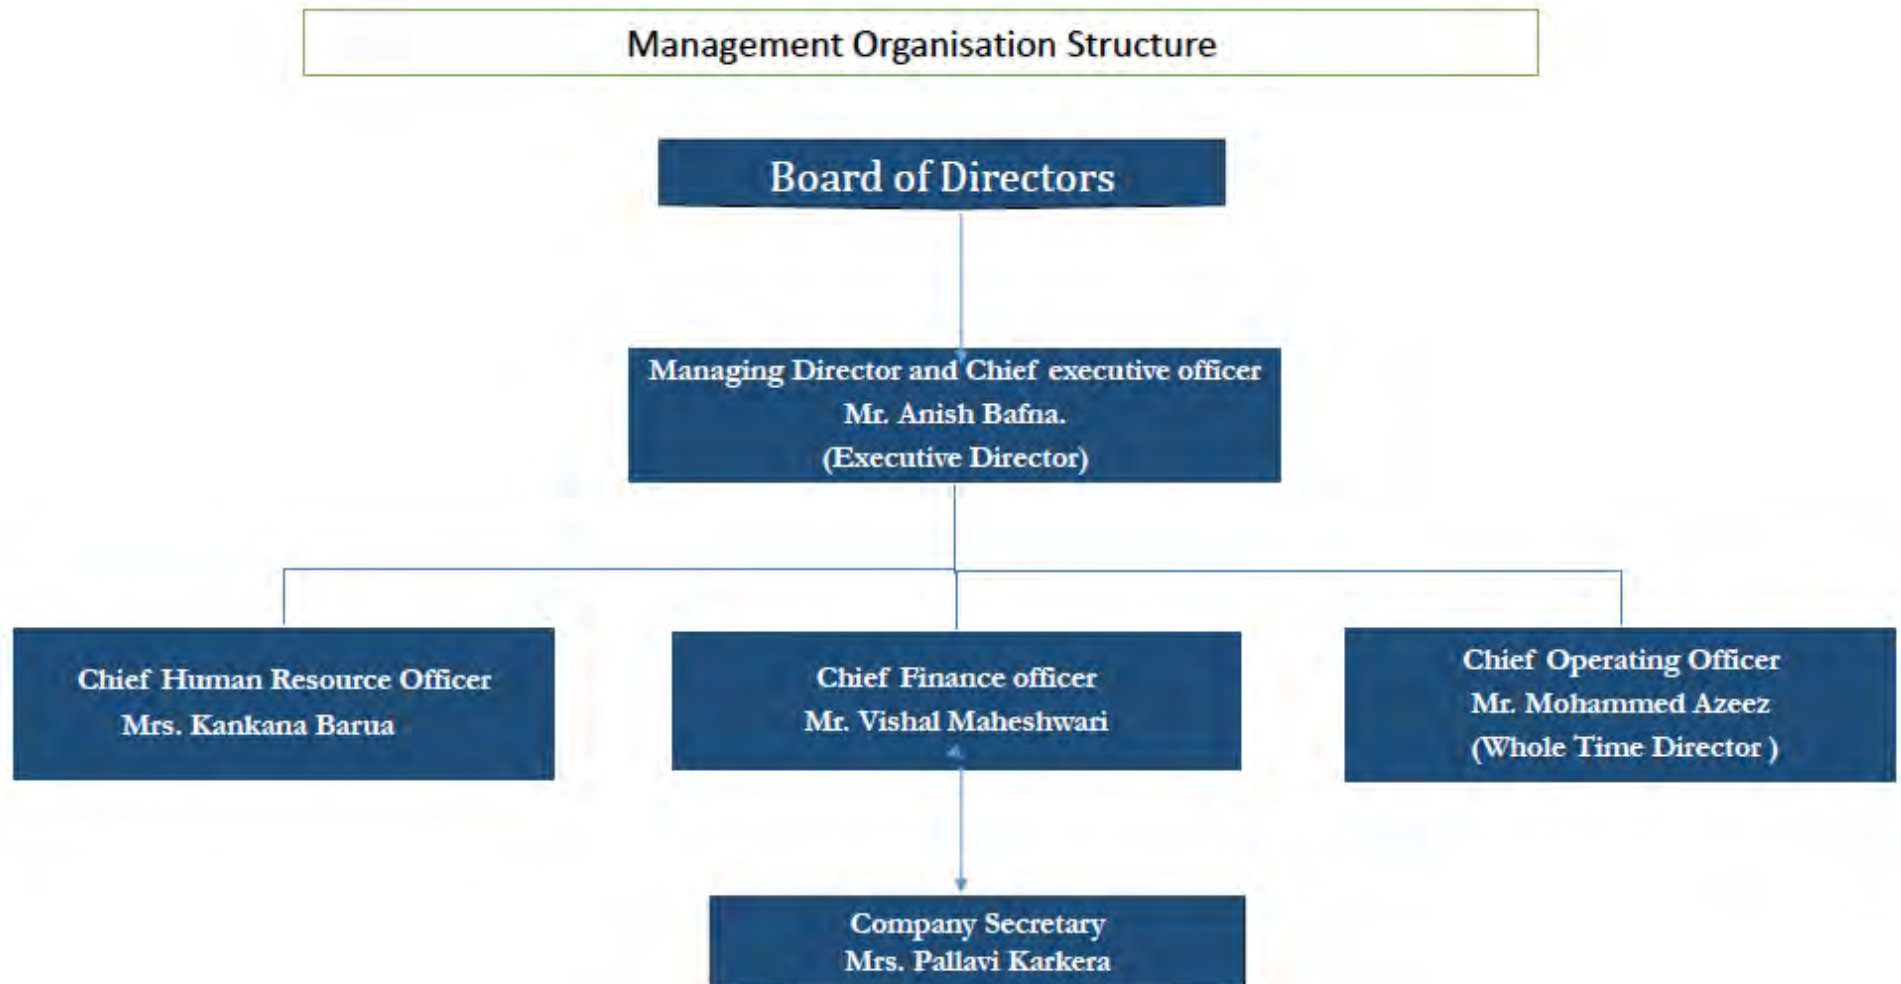 Management Organisation Structure
Board of Directors
Managing Director and Chief executive officer
Mr. Anish Bafna.
(Executive Director)
Chief Human Resource Officer
Mrs. Kankana Barua
Chief Finance officer
Mr. Vishal Maheshwari
Chief Operating Officer
Mr. Mohammed Azeez
(Whole Time Director )
Company Secretary
Mrs. Pallavi Karkera